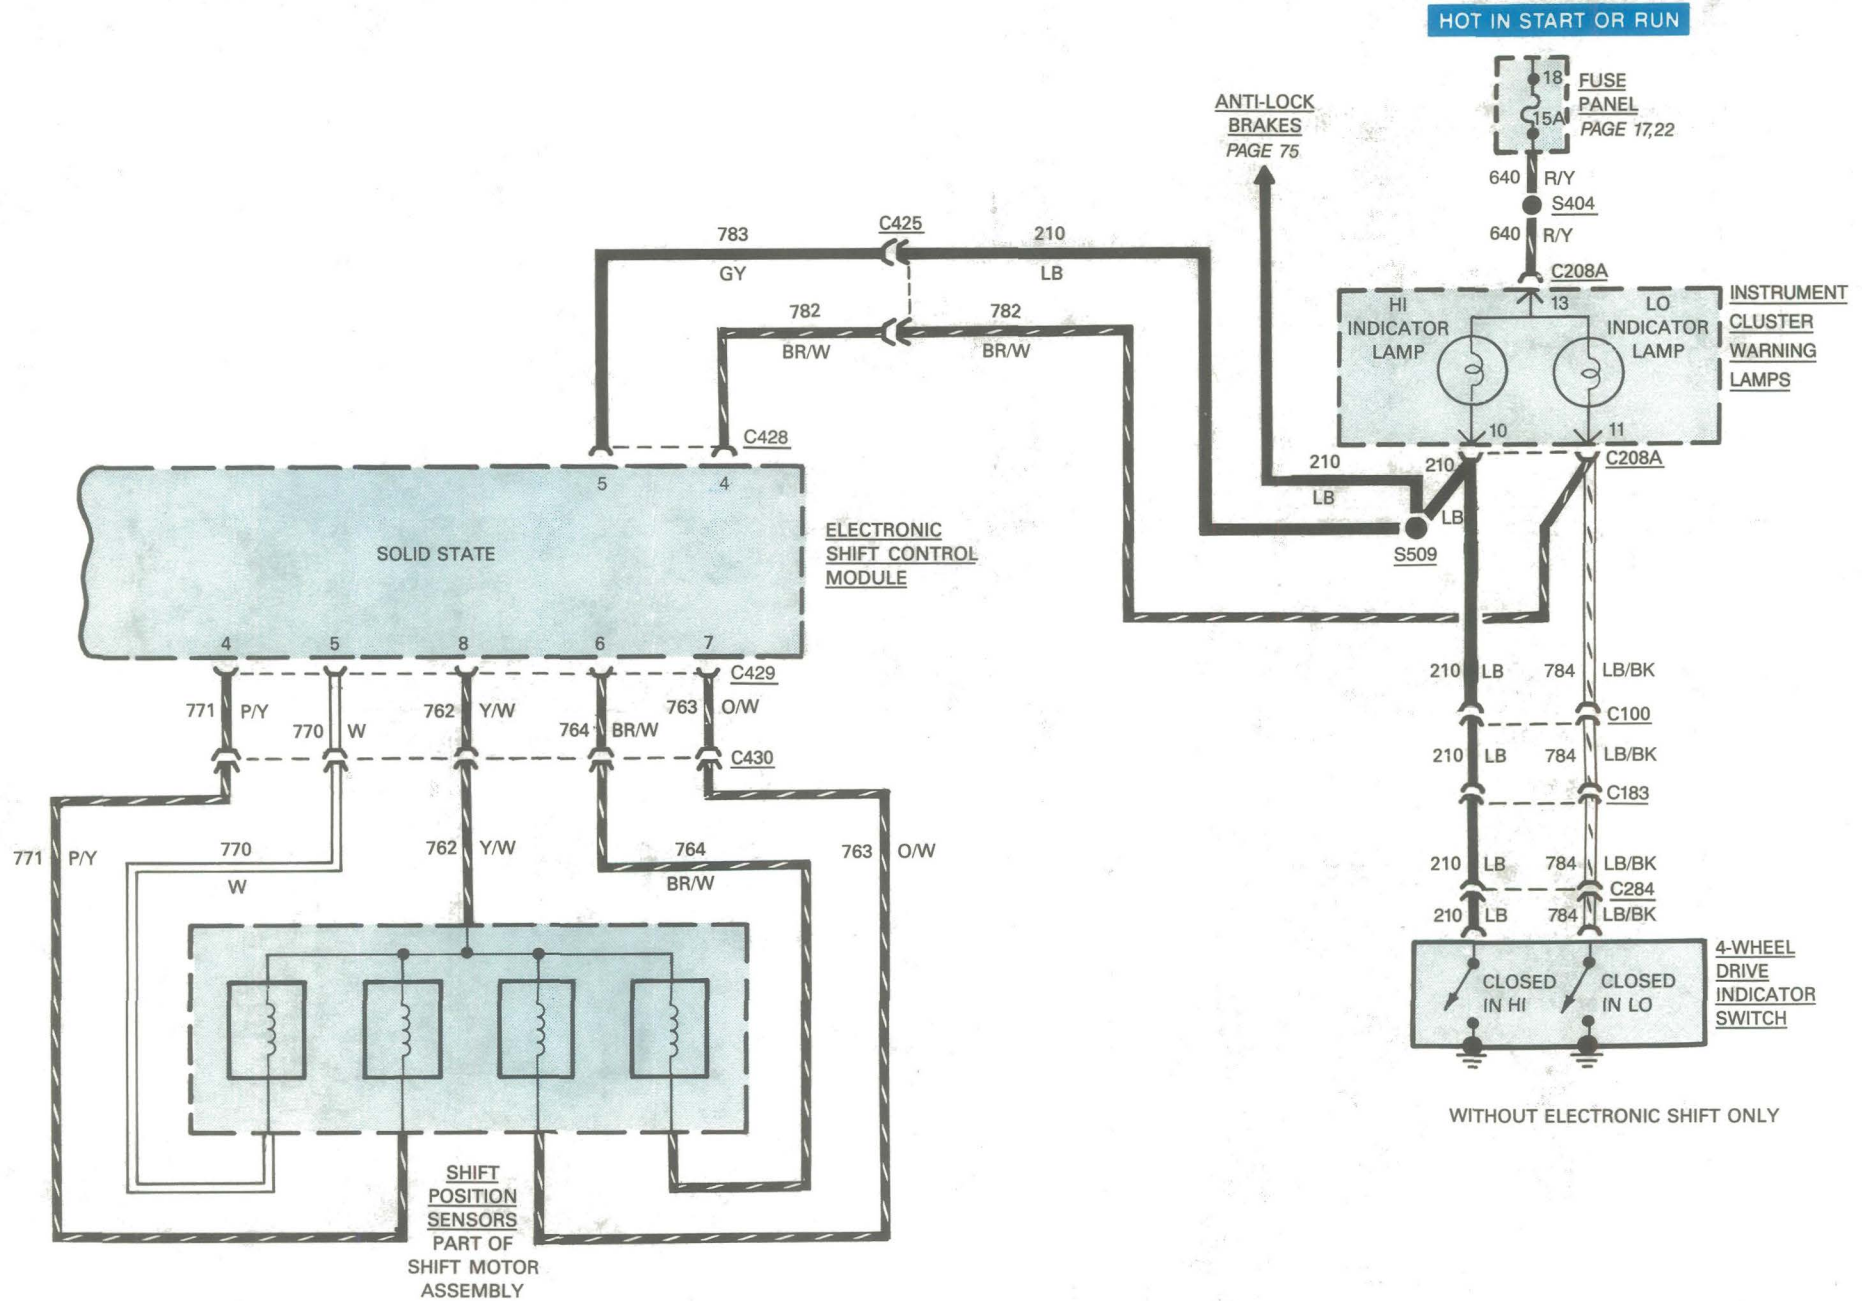 HOT IN START OR RUN
18
15A
FUSE
PANEL
PAGE 17,22
640 R/Y
S404
640 R/Y
C208A
ANTI-LOCK
BRAKES
PAGE 75
783
GY
C425
210
LB
782
BR/W
782
BR/W
C428
HI
INDICATOR
LAMP
13
LO
INDICATOR
LAMP
10
11
INSTRUMENT
CLUSTER
WARNING
LAMPS
C208A
210
LB
210
LB
S509
5
4
SOLID STATE
ELECTRONIC
SHIFT CONTROL
MODULE
4
5
8
6
7
C429
771 P/Y
770 W
762 Y/W
764 BR/W
763 O/W
C430
771 P/Y
770
W
762 Y/W
764
BR/W
763 O/W
210 LB
784 LB/BK
C100
210 LB
784 LB/BK
C183
210 LB
784 LB/BK
C284
210 LB
784 LB/BK
CLOSED
IN HI
CLOSED
IN LO
4-WHEEL
DRIVE
INDICATOR
SWITCH
WITHOUT ELECTRONIC SHIFT ONLY
SHIFT
POSITION
SENSORS
PART OF
SHIFT MOTOR
ASSEMBLY